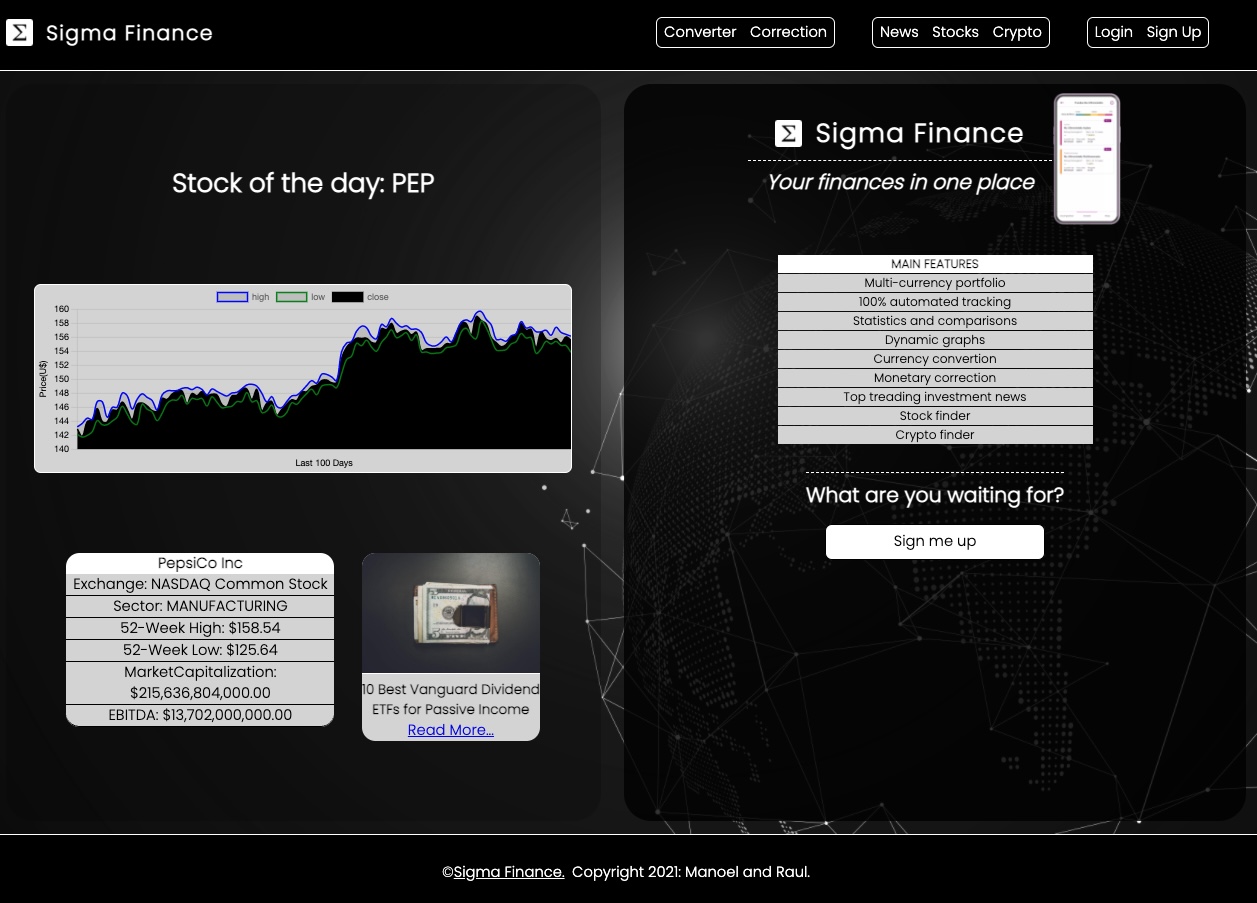 Σ Sigma Finance
Converter Correction
News Stocks Crypto
Login Sign Up
Stock of the day: PEP
high low close
160
158
156
154
152
150
148
146
144
142
140
Price(U$)
Last 100 Days
PepsiCo Inc
Exchange: NASDAQ Common Stock
Sector: MANUFACTURING
52-Week High: $158.54
52-Week Low: $125.64
MarketCapitalization:
$215,636,804,000.00
EBITDA: $13,702,000,000.00
10 Best Vanguard Dividend
ETFs for Passive Income
Read More...
Σ Sigma Finance
Your finances in one place
MAIN FEATURES
Multi-currency portfolio
100% automated tracking
Statistics and comparisons
Dynamic graphs
Currency convertion
Monetary correction
Top treading investment news
Stock finder
Crypto finder
What are you waiting for?
Sign me up
©Sigma Finance. Copyright 2021: Manoel and Raul.